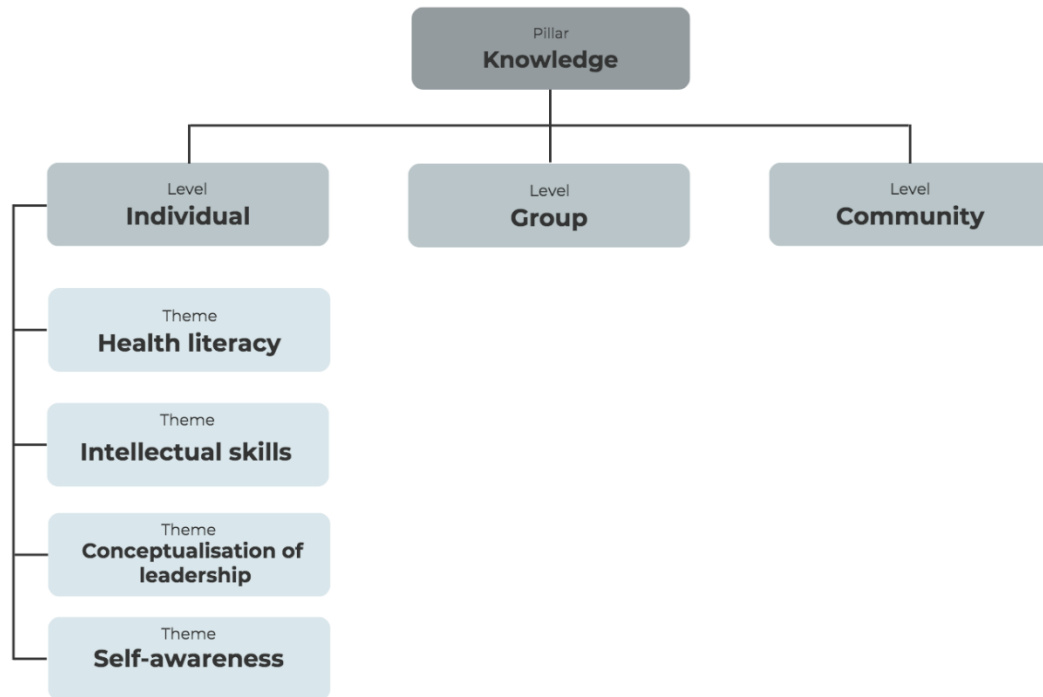 Pillar
Knowledge
Level
Individual
Level
Group
Level
Community
Theme
Health literacy
Theme
Intellectual skills
Theme
Conceptualisation of
leadership
Theme
Self-awareness